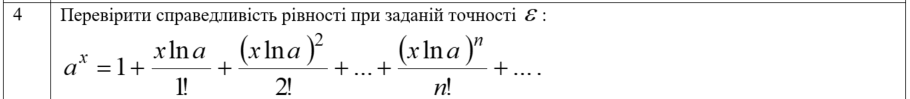 4 Перевірити справедливість рівності при заданій точності ε :
a^x = 1 + x ln a / 1! + (x ln a)^2 / 2! + ... + (x ln a)^n / n! + ... .